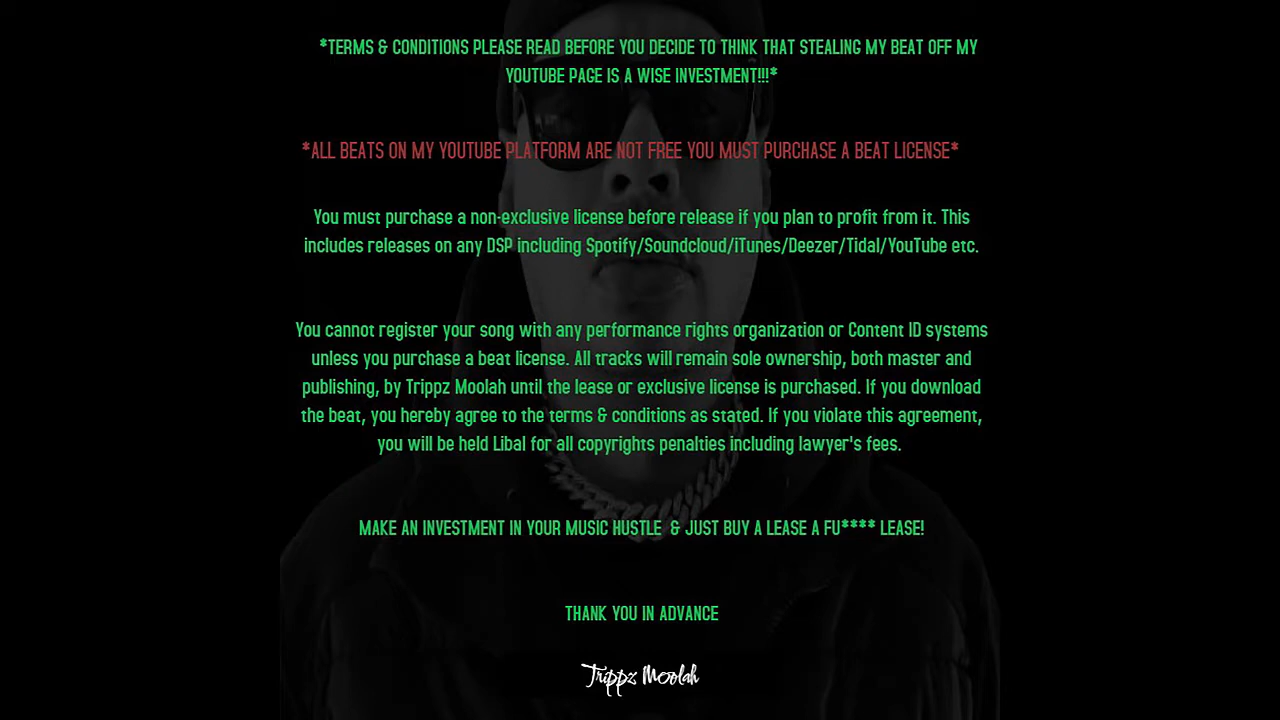 *TERMS & CONDITIONS PLEASE READ BEFORE YOU DECIDE TO THINK THAT STEALING MY BEAT OFF MY
YOUTUBE PAGE IS A WISE INVESTMENT!!!*
*ALL BEATS ON MY YOUTUBE PLATFORM ARE NOT FREE YOU MUST PURCHASE A BEAT LICENSE*
You must purchase a non-exclusive license before release if you plan to profit from it. This
includes releases on any DSP including Spotify/Soundcloud/iTunes/Deezer/Tidal/YouTube etc.
You cannot register your song with any performance rights organization or Content ID systems
unless you purchase a beat license. All tracks will remain sole ownership, both master and
publishing, by Trippz Moolah until the lease or exclusive license is purchased. If you download
the beat, you hereby agree to the terms & conditions as stated. If you violate this agreement,
you will be held Libal for all copyrights penalties including lawyer's fees.
MAKE AN INVESTMENT IN YOUR MUSIC HUSTLE & JUST BUY A LEASE A FU**** LEASE!
THANK YOU IN ADVANCE
Trippz Moolah